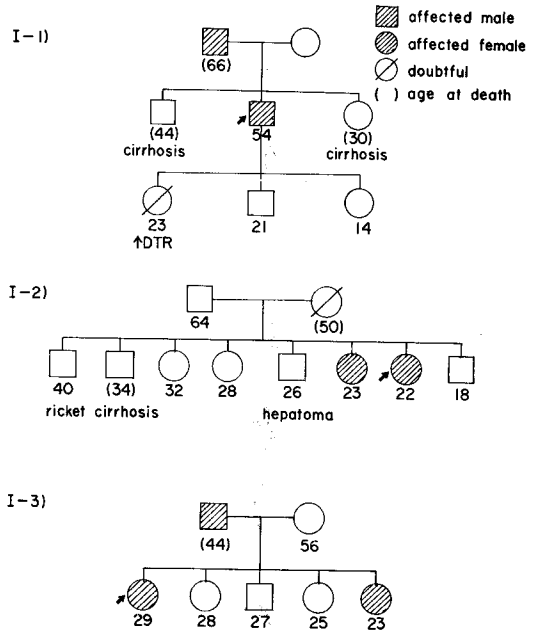 I-1)
affected male
affected female
doubtful
( ) age at death
(66)
(44) 54 (30)
cirrhosis cirrhosis
23 21 14
↑DTR
I-2)
64 (50)
40 (34) 32 28 26 23 22 18
ricket cirrhosis hepatoma
I-3)
(44) 56
29 28 27 25 23